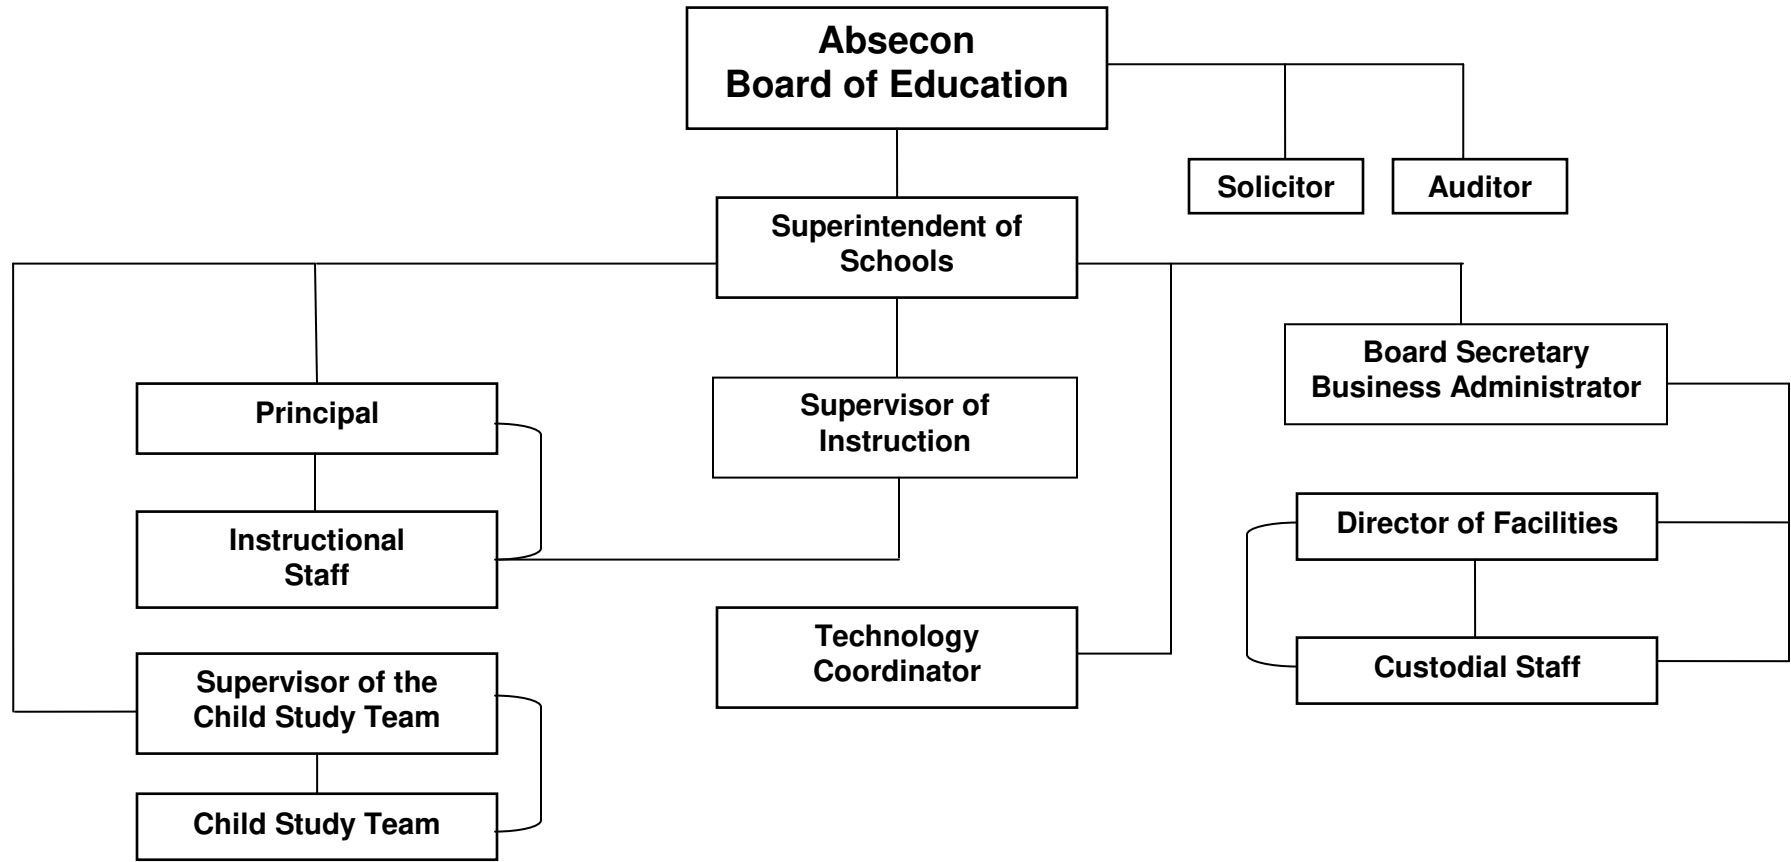 Absecon
Board of Education
Solicitor
Auditor
Superintendent of
Schools
Board Secretary
Business Administrator
Principal
Supervisor of
Instruction
Director of Facilities
Instructional
Staff
Technology
Coordinator
Custodial Staff
Supervisor of the
Child Study Team
Child Study Team